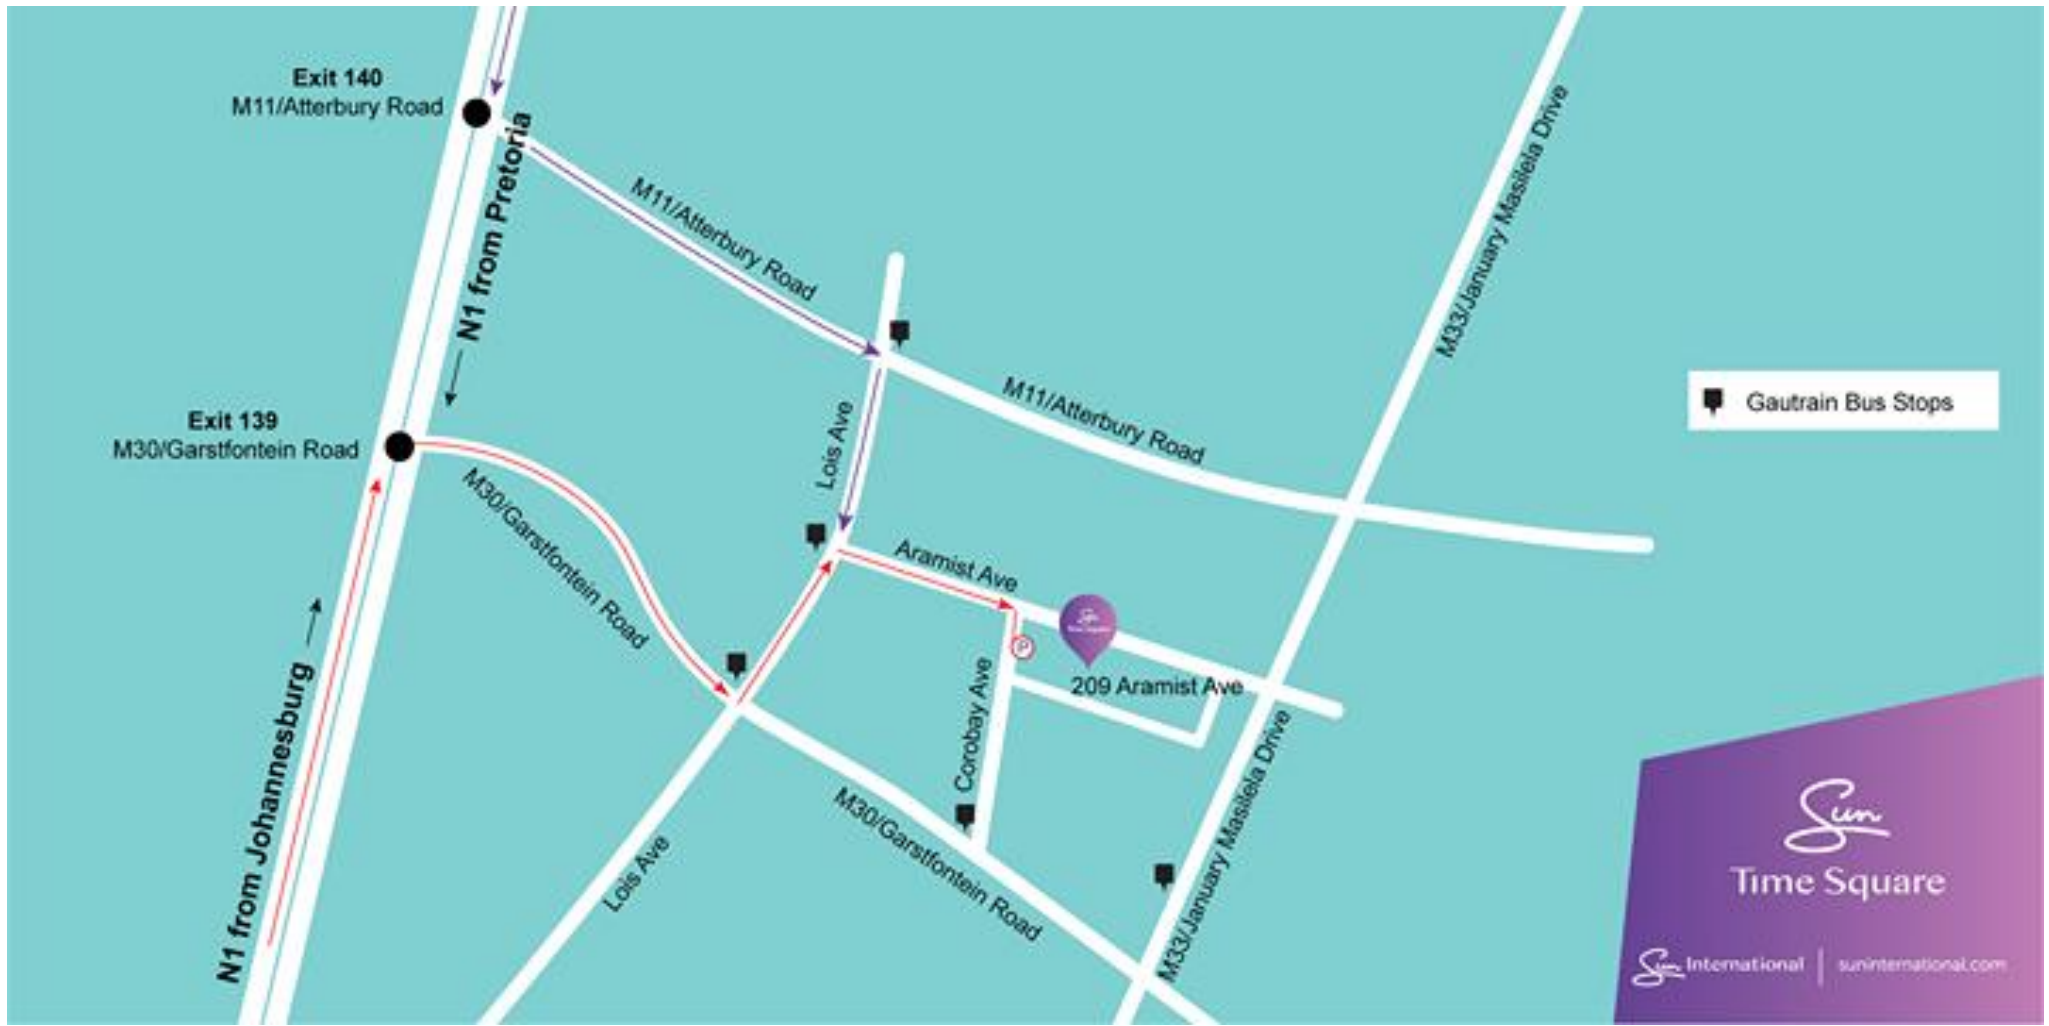 Exit 140
M11/Atterbury Road
N1 from Pretoria
M11/Atterbury Road
M33/January Masilela Drive
Gautrain Bus Stops
Exit 139
M30/Garstfontein Road
M11/Atterbury Road
Lois Ave
M30/Garstfontein Road
Aramist Ave
Sun
Time Square
P
209 Aramist Ave
Corobay Ave
N1 from Johannesburg
Lois Ave
M30/Garstfontein Road
M33/January Masilela Drive
Sun
Time Square
Sun International | suninternational.com